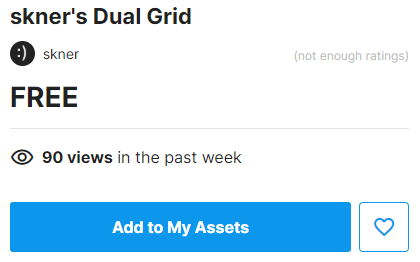 skner's Dual Grid
:) skner (not enough ratings)
FREE
90 views in the past week
Add to My Assets